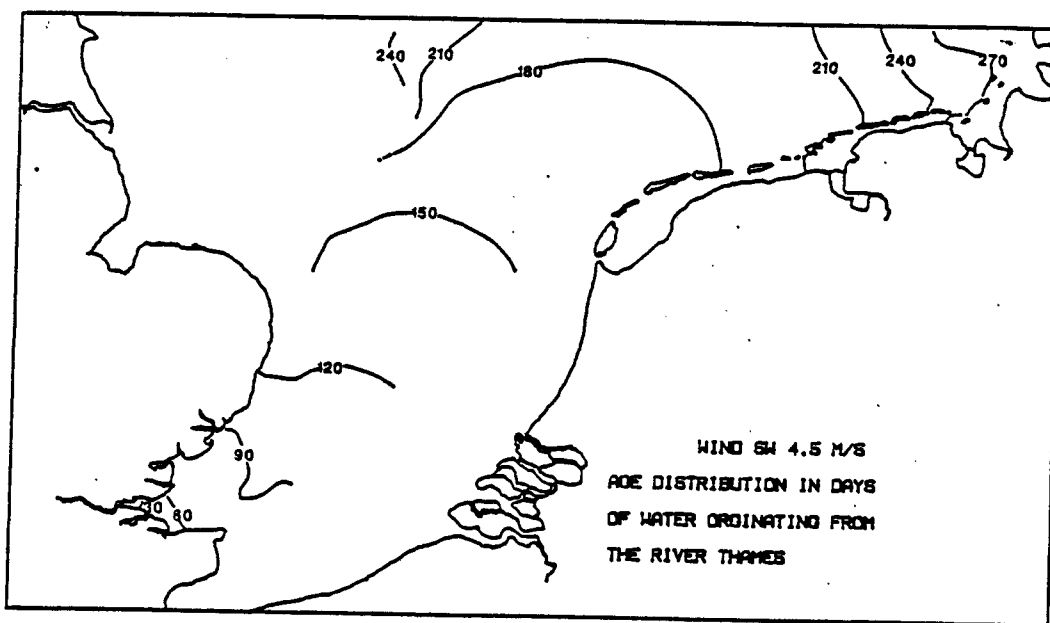 240
210
180
210
240
270
150
120
90
30
60
WIND SW 4.5 M/S
AGE DISTRIBUTION IN DAYS
OF WATER ORGINATING FROM
THE RIVER THAMES